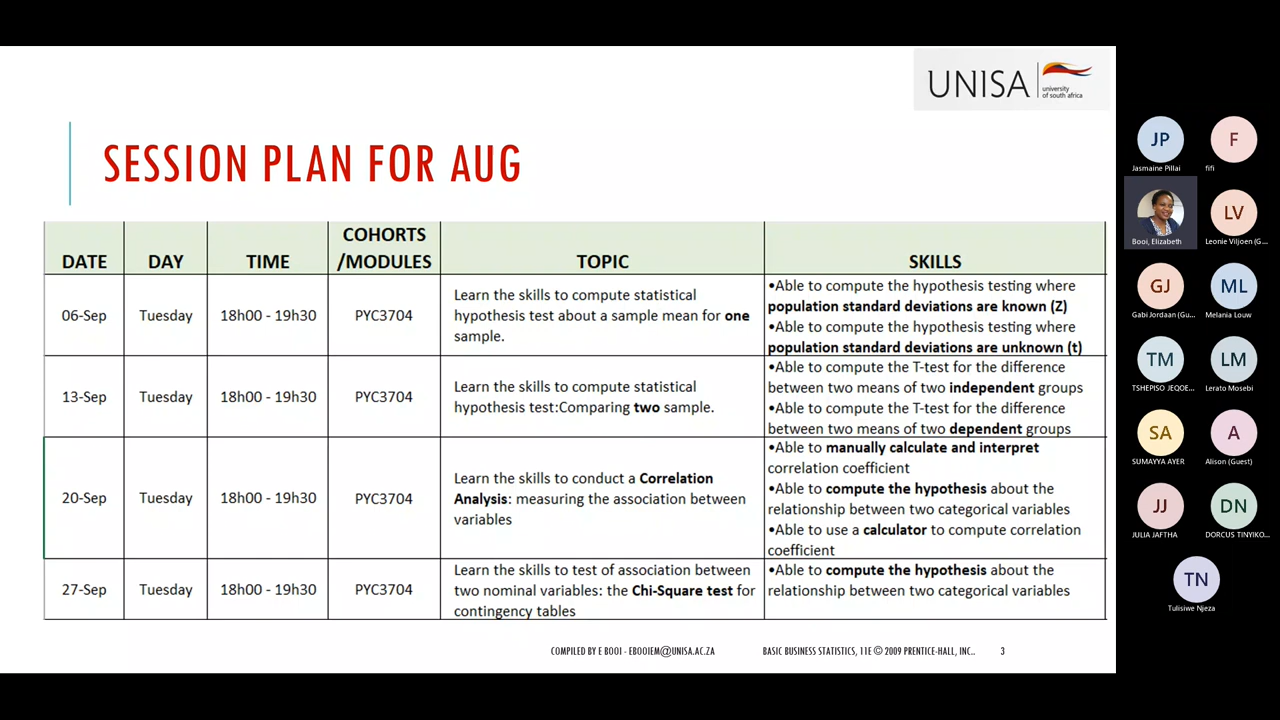 UNISA
university
of south africa
SESSION PLAN FOR AUG
DATE
DAY
TIME
COHORTS
/MODULES
TOPIC
SKILLS
06-Sep
Tuesday
18h00 - 19h30
PYC3704
Learn the skills to compute statistical
hypothesis test about a sample mean for one
sample.
•Able to compute the hypothesis testing where
population standard deviations are known (Z)
•Able to compute the hypothesis testing where
population standard deviations are unknown (t)
13-Sep
Tuesday
18h00 - 19h30
PYC3704
Learn the skills to compute statistical
hypothesis test:Comparing two sample.
•Able to compute the T-test for the difference
between two means of two independent groups
•Able to compute the T-test for the difference
between two means of two dependent groups
20-Sep
Tuesday
18h00 - 19h30
PYC3704
Learn the skills to conduct a Correlation
Analysis: measuring the association between
variables
•Able to manually calculate and interpret
correlation coefficient
•Able to compute the hypothesis about the
relationship between two categorical variables
•Able to use a calculator to compute correlation
coefficient
27-Sep
Tuesday
18h00 - 19h30
PYC3704
Learn the skills to test of association between
two nominal variables: the Chi-Square test for
contingency tables
•Able to compute the hypothesis about the
relationship between two categorical variables
COMPILED BY E BOOI - EBOOIEM@UNISA.AC.ZA
BASIC BUSINESS STATISTICS, 11E © 2009 PRENTICE-HALL, INC..
3
JP
Jasmaine Pillai
F
fifi
Booi, Elizabeth
LV
Leonie Viljoen (G...
GJ
Gabi Jordaan (Gu...
ML
Melania Louw
TM
TSHEPISO JEQOE...
LM
Lerato Mosebi
SA
SUMAYYA AYER
A
Alison (Guest)
JJ
JULIA JAFTHA
DN
DORCUS TINYIKO...
TN
Tulisiwe Njeza